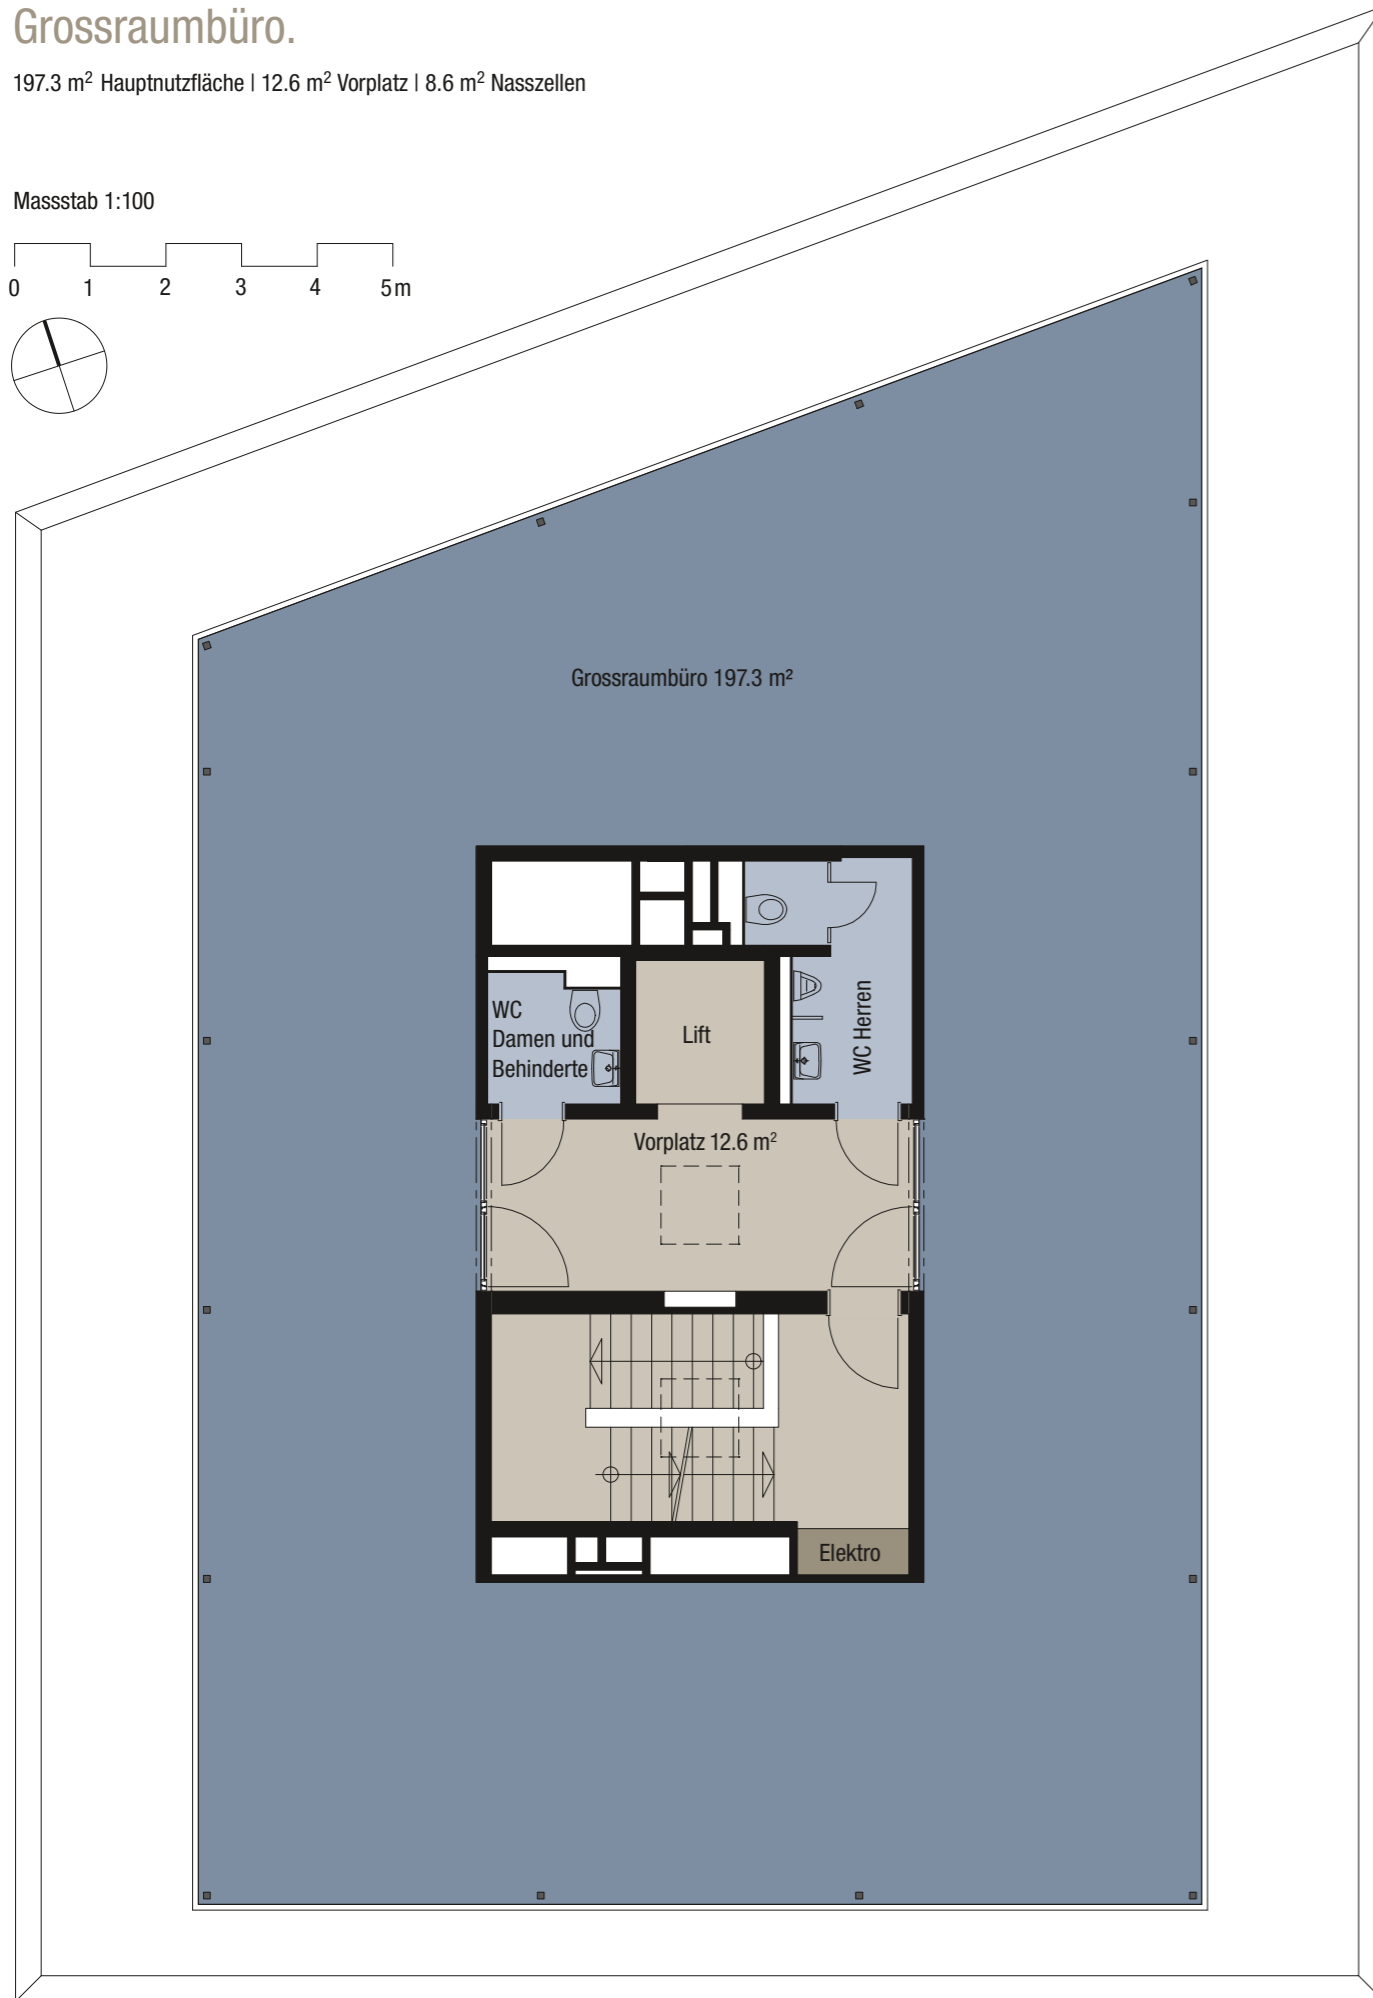 Grossraumbüro.
197.3 m² Hauptnutzfläche | 12.6 m² Vorplatz | 8.6 m² Nasszellen
Massstab 1:100
0 1 2 3 4 5 m
Grossraumbüro 197.3 m²
WC
Damen und
Behinderte
Lift
WC Herren
Vorplatz 12.6 m²
Elektro